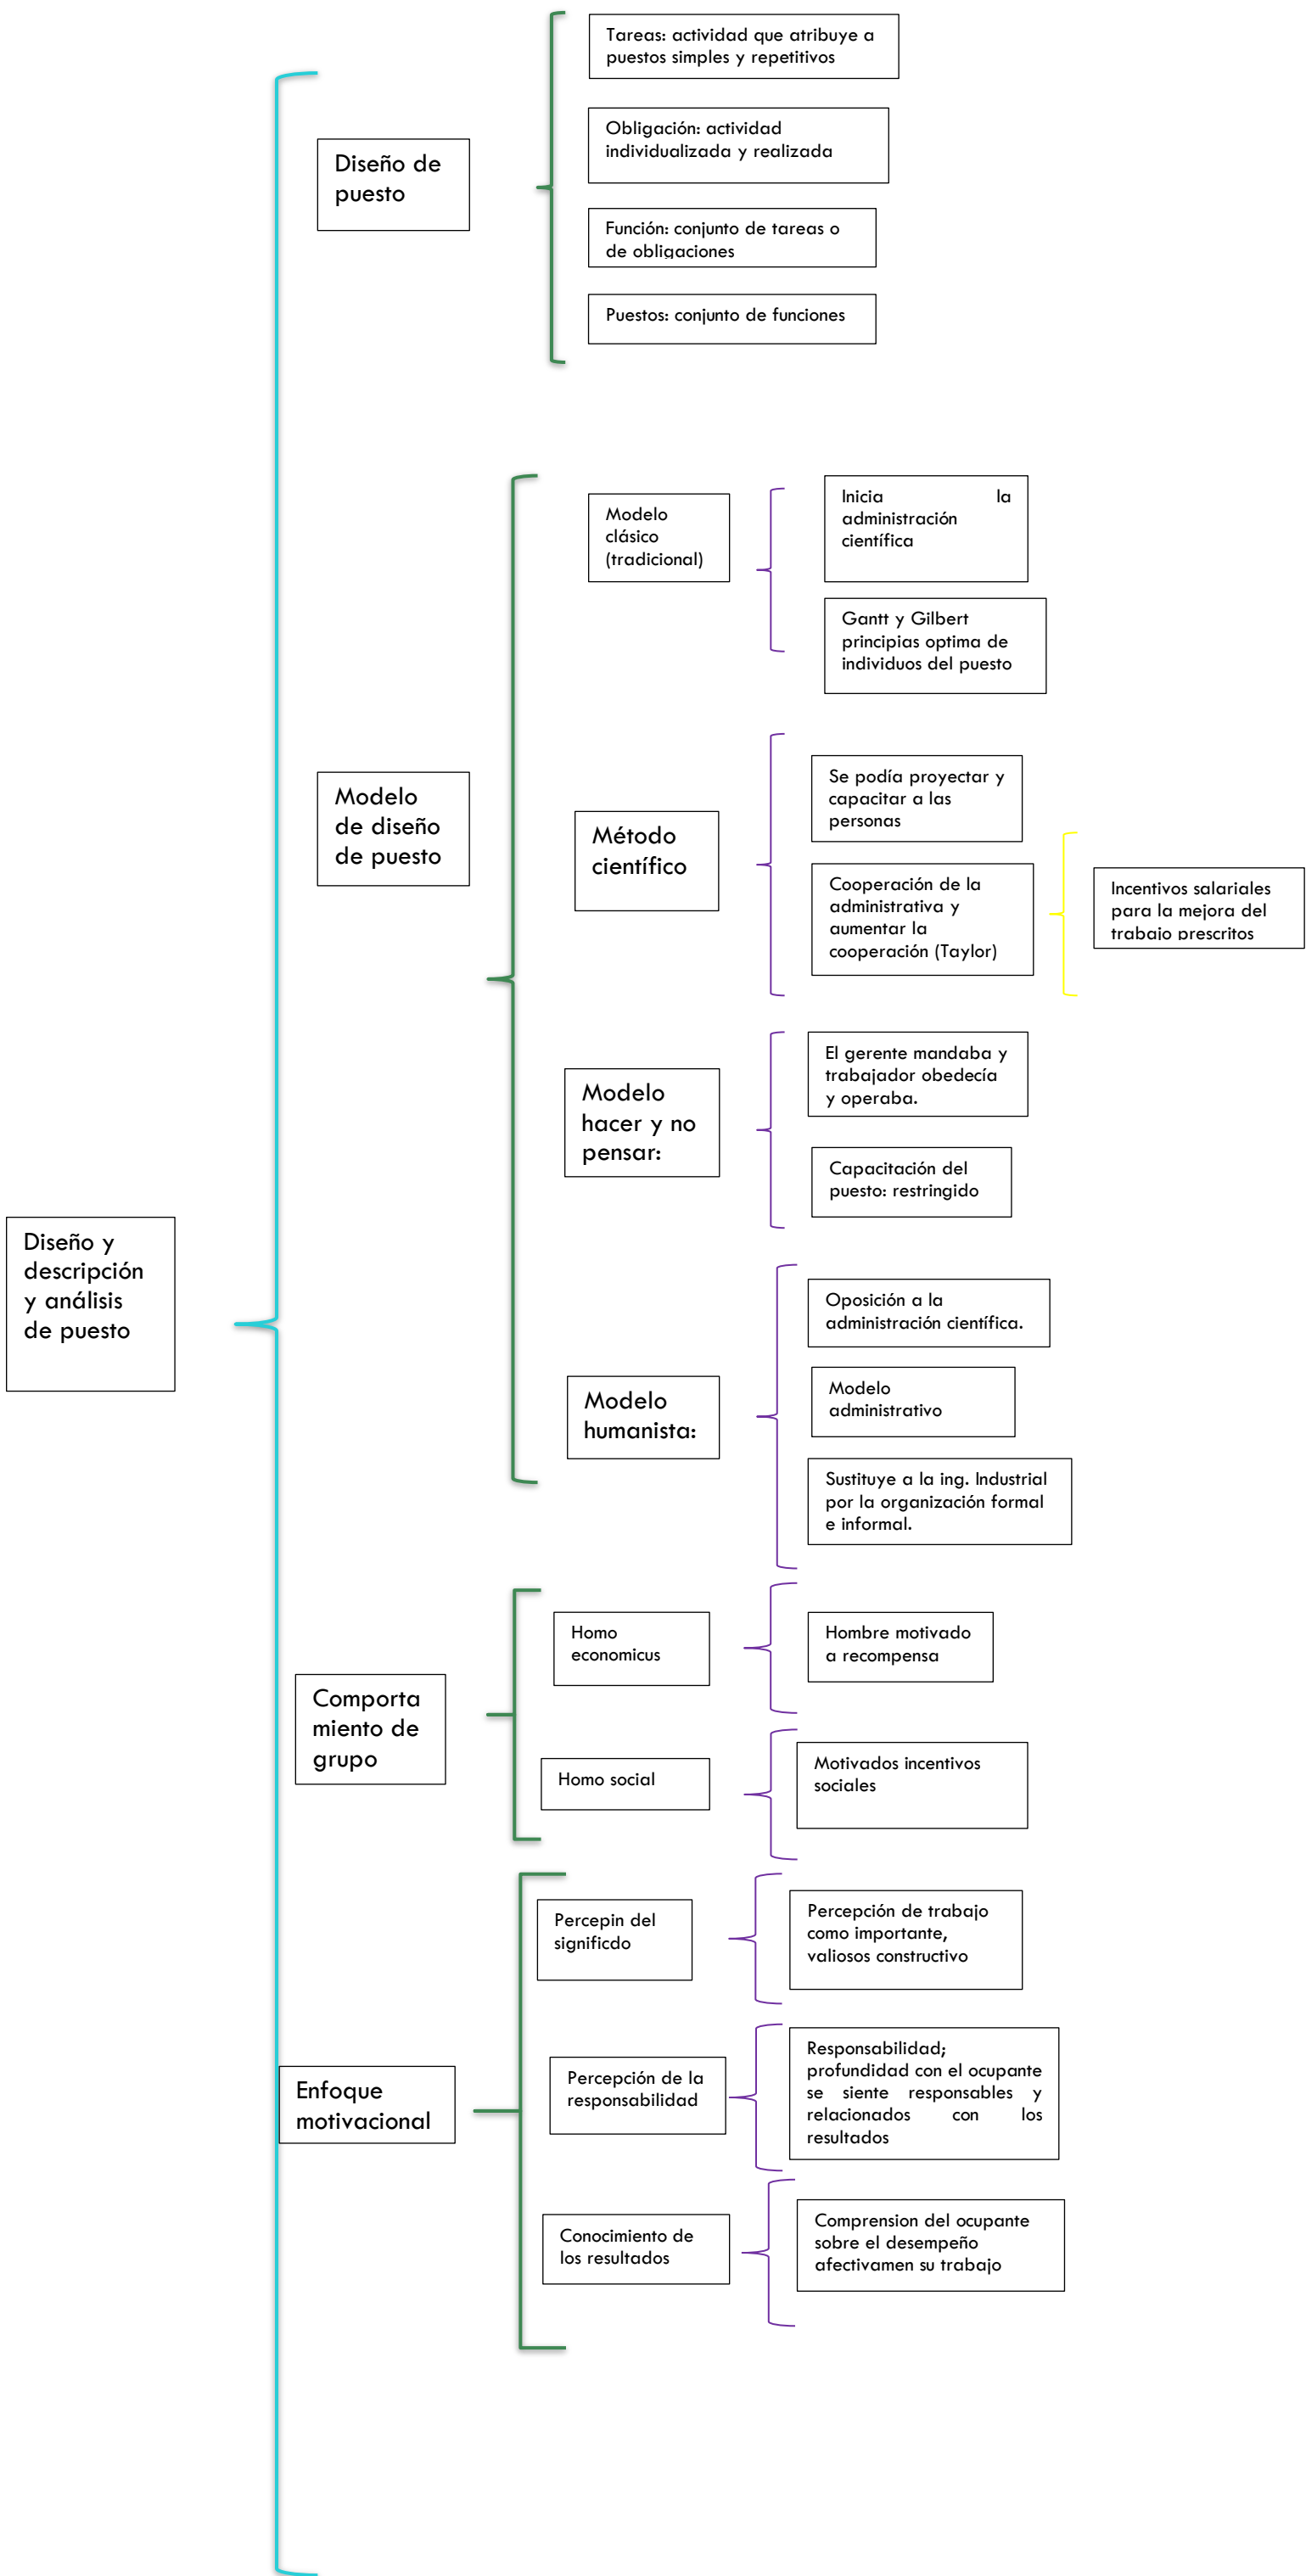 Diseño y
descripción
y análisis
de puesto
Diseño de
puesto
Tareas: actividad que atribuye a
puestos simples y repetitivos
Obligación: actividad
individualizada y realizada
Función: conjunto de tareas o
de obligaciones
Puestos: conjunto de funciones
Modelo
de diseño
de puesto
Modelo
clásico
(tradicional)
Inicia la
administración
científica
Gantt y Gilbert
principias optima de
individuos del puesto
Método
científico
Se podía proyectar y
capacitar a las
personas
Cooperación de la
administrativa y
aumentar la
cooperación (Taylor)
Incentivos salariales
para la mejora del
trabajo prescritos
Modelo
hacer y no
pensar:
El gerente mandaba y
trabajador obedecía
y operaba.
Capacitación del
puesto: restringido
Modelo
humanista:
Oposición a la
administración científica.
Modelo
administrativo
Sustituye a la ing. Industrial
por la organización formal
e informal.
Comporta
miento de
grupo
Homo
economicus
Hombre motivado
a recompensa
Homo social
Motivados incentivos
sociales
Enfoque
motivacional
Percepin del
significdo
Percepción de trabajo
como importante,
valiosos constructivo
Percepción de la
responsabilidad
Responsabilidad;
profundidad con el ocupante
se siente responsables y
relacionados con los
resultados
Conocimiento de
los resultados
Comprension del ocupante
sobre el desempeño
afectivamen su trabajo